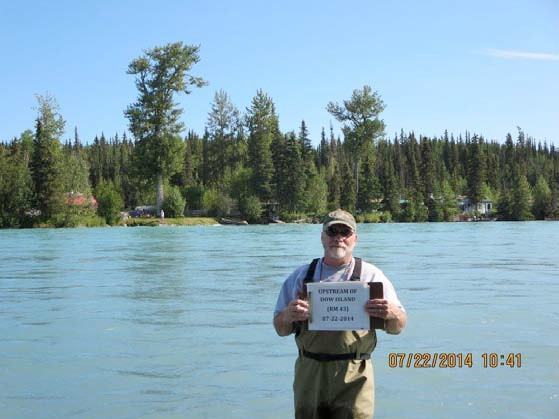 UPSTREAM OF
DOW ISLAND
(RM 43)
07-22-2014
07/22/2014 10:41